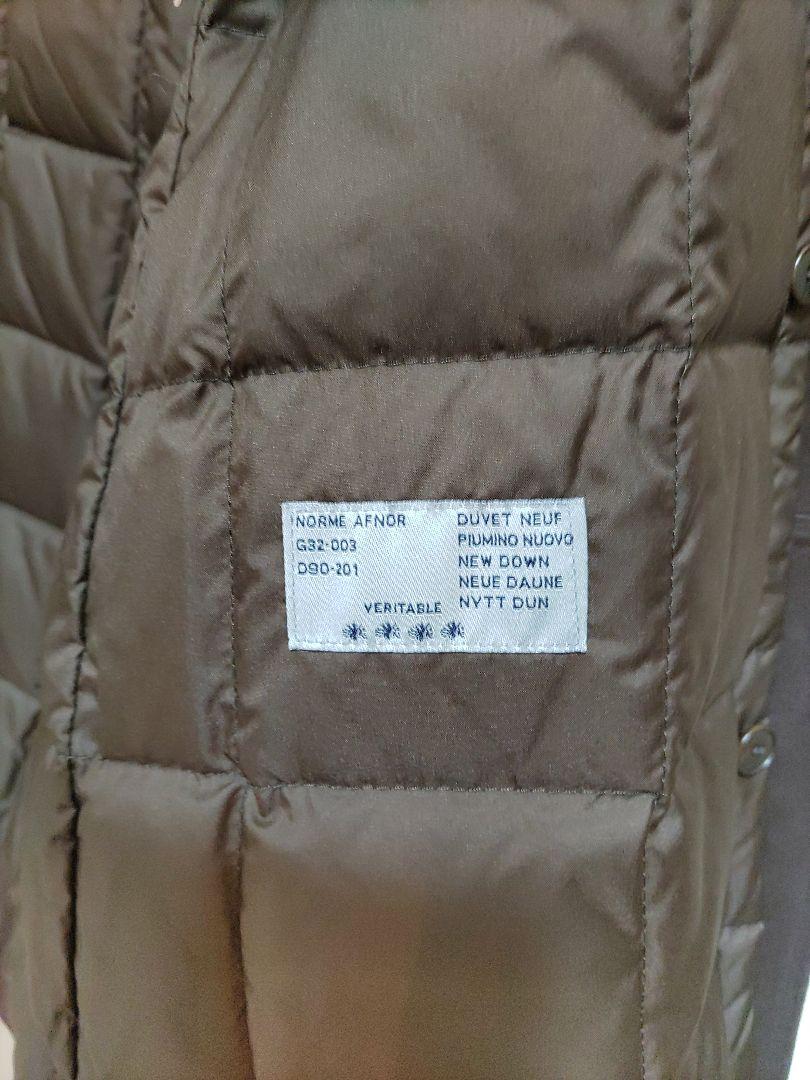 NORME AFNOR
G32-003
D90-201
DUVET NEUF
PIUMINO NUOVO
NEW DOWN
NEUE DAUNE
NYTT DUN
VERITABLE